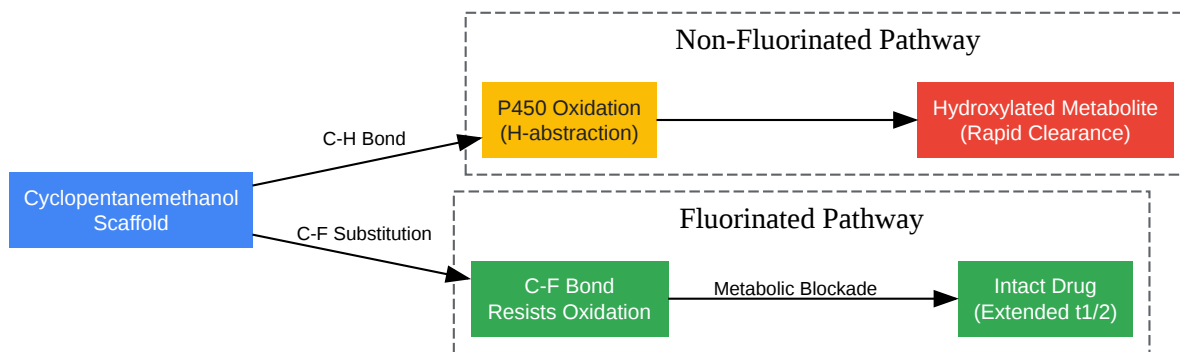 Non-Fluorinated Pathway
P450 Oxidation
(H-abstraction)
Hydroxylated Metabolite
(Rapid Clearance)
C-H Bond
Cyclopentanemethanol
Scaffold
C-F Substitution
Fluorinated Pathway
C-F Bond
Resists Oxidation
Metabolic Blockade
Intact Drug
(Extended t1/2)